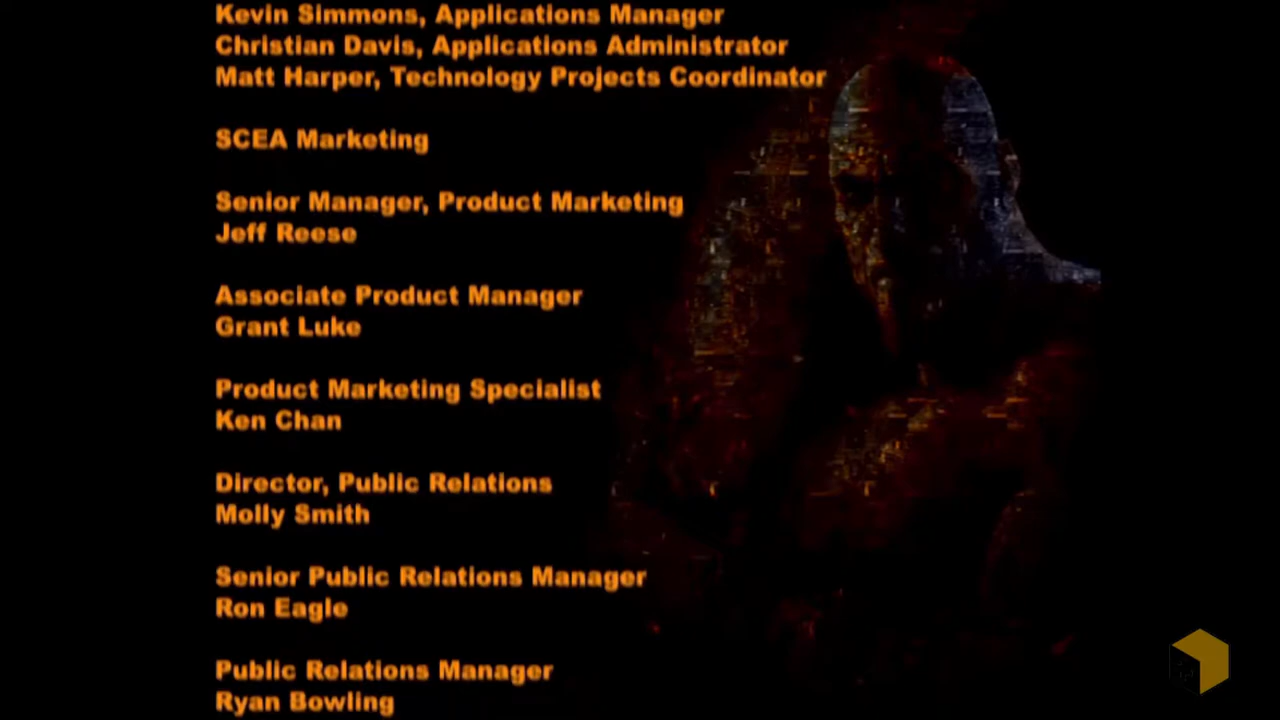 Kevin Simmons, Applications Manager
Christian Davis, Applications Administrator
Matt Harper, Technology Projects Coordinator
SCEA Marketing
Senior Manager, Product Marketing
Jeff Reese
Associate Product Manager
Grant Luke
Product Marketing Specialist
Ken Chan
Director, Public Relations
Molly Smith
Senior Public Relations Manager
Ron Eagle
Public Relations Manager
Ryan Bowling